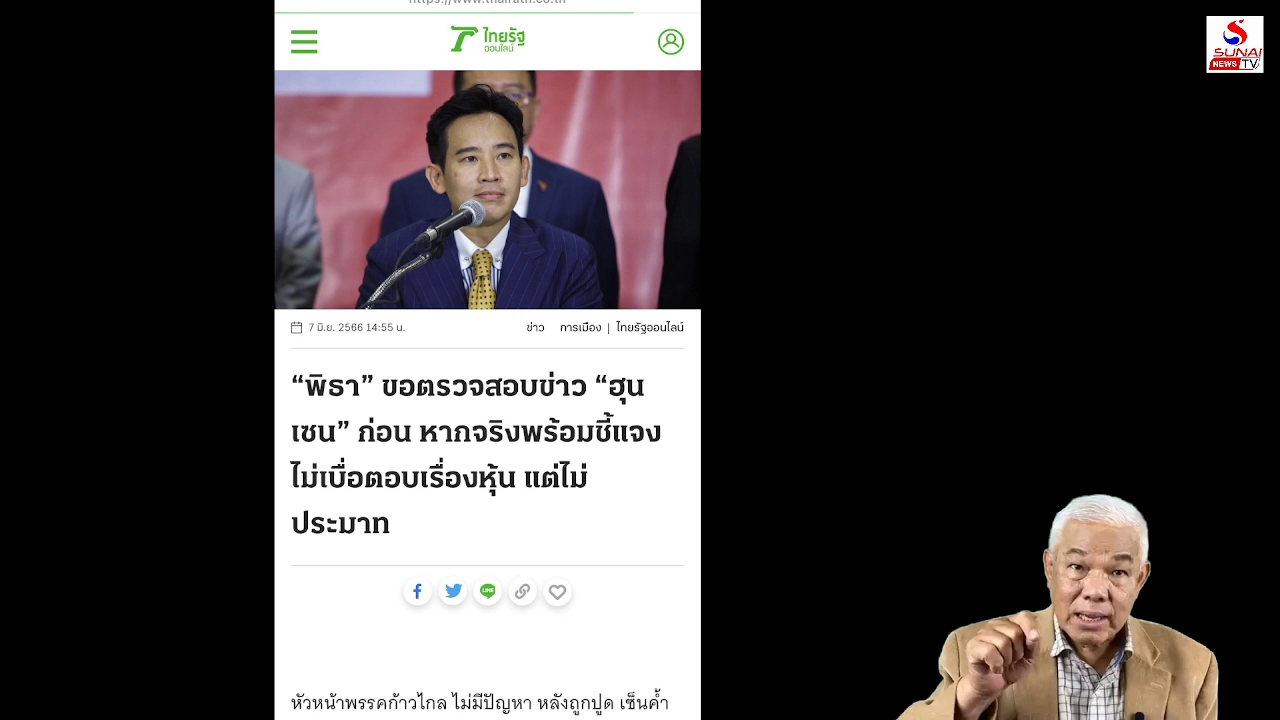 https://www.thairath.co.th
ไทยรัฐ
ออนไลน์
SUNAI
NEWS TV
7 มิ.ย. 2566 14:55 น.
ข่าว การเมือง | ไทยรัฐออนไลน์
“พิธา” ขอตรวจสอบข่าว “ฮุน
เซน” ก่อน หากจริงพร้อมชี้แจง
ไม่เบื่อตอบเรื่องหุ้น แต่ไม่
ประมาท
LINE
หัวหน้าพรรคก้าวไกล ไม่มีปัญหา หลังถูกปูด เซ็นค้ำ